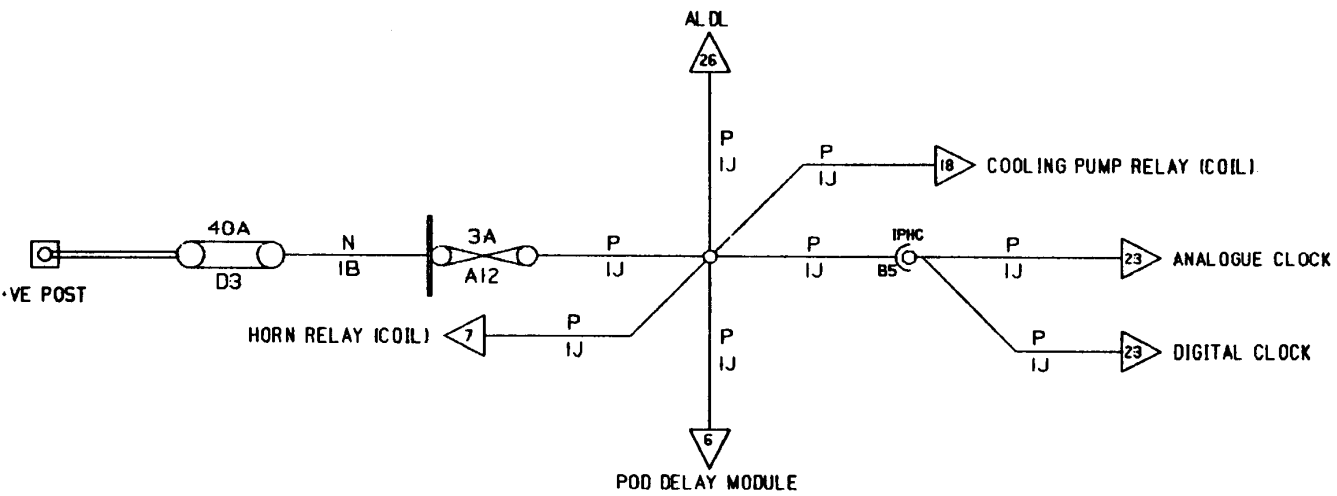 ALDL
26
P
IJ
P
IJ
18
COOLING PUMP RELAY (COIL)
+VE POST
40A
D3
N
IB
3A
A12
P
IJ
P
IJ
IPHC
B5
P
IJ
23
ANALOGUE CLOCK
HORN RELAY (COIL)
7
P
IJ
P
IJ
P
IJ
23
DIGITAL CLOCK
6
POD DELAY MODULE